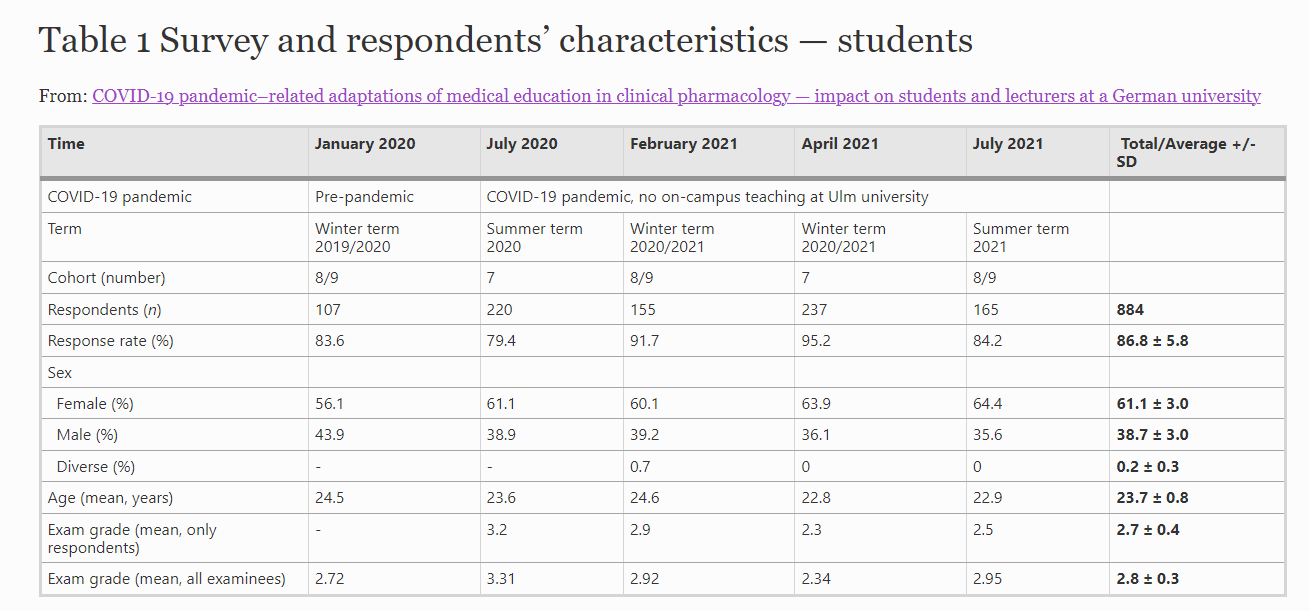 Table 1 Survey and respondents’ characteristics — students
From: COVID-19 pandemic–related adaptations of medical education in clinical pharmacology — impact on students and lecturers at a German university
Time January 2020 July 2020 February 2021 April 2021 July 2021 Total/Average +/-
SD
COVID-19 pandemic Pre-pandemic COVID-19 pandemic, no on-campus teaching at Ulm university
Term Winter term Summer term Winter term Winter term Summer term
2019/2020 2020 2020/2021 2020/2021 2021
Cohort (number) 8/9 7 8/9 7 8/9
Respondents (n) 107 220 155 237 165 884
Response rate (%) 83.6 79.4 91.7 95.2 84.2 86.8 ± 5.8
Sex
Female (%) 56.1 61.1 60.1 63.9 64.4 61.1 ± 3.0
Male (%) 43.9 38.9 39.2 36.1 35.6 38.7 ± 3.0
Diverse (%) - - 0.7 0 0 0.2 ± 0.3
Age (mean, years) 24.5 23.6 24.6 22.8 22.9 23.7 ± 0.8
Exam grade (mean, only - 3.2 2.9 2.3 2.5 2.7 ± 0.4
respondents)
Exam grade (mean, all examinees) 2.72 3.31 2.92 2.34 2.95 2.8 ± 0.3